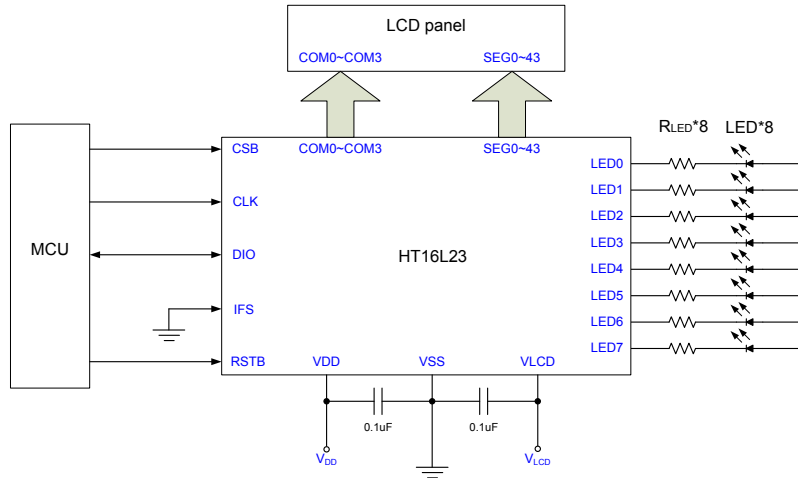 LCD panel
COM0~COM3 SEG0~43
RLED*8 LED*8
CSB COM0~COM3 SEG0~43
LED0
LED1
CLK
LED2
MCU
LED3
DIO HT16L23
LED4
LED5
IFS
LED6
LED7
RSTB VDD VSS VLCD
0.1uF 0.1uF
VDD VLCD